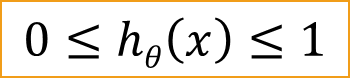 0 ≤ h_θ(x) ≤ 1